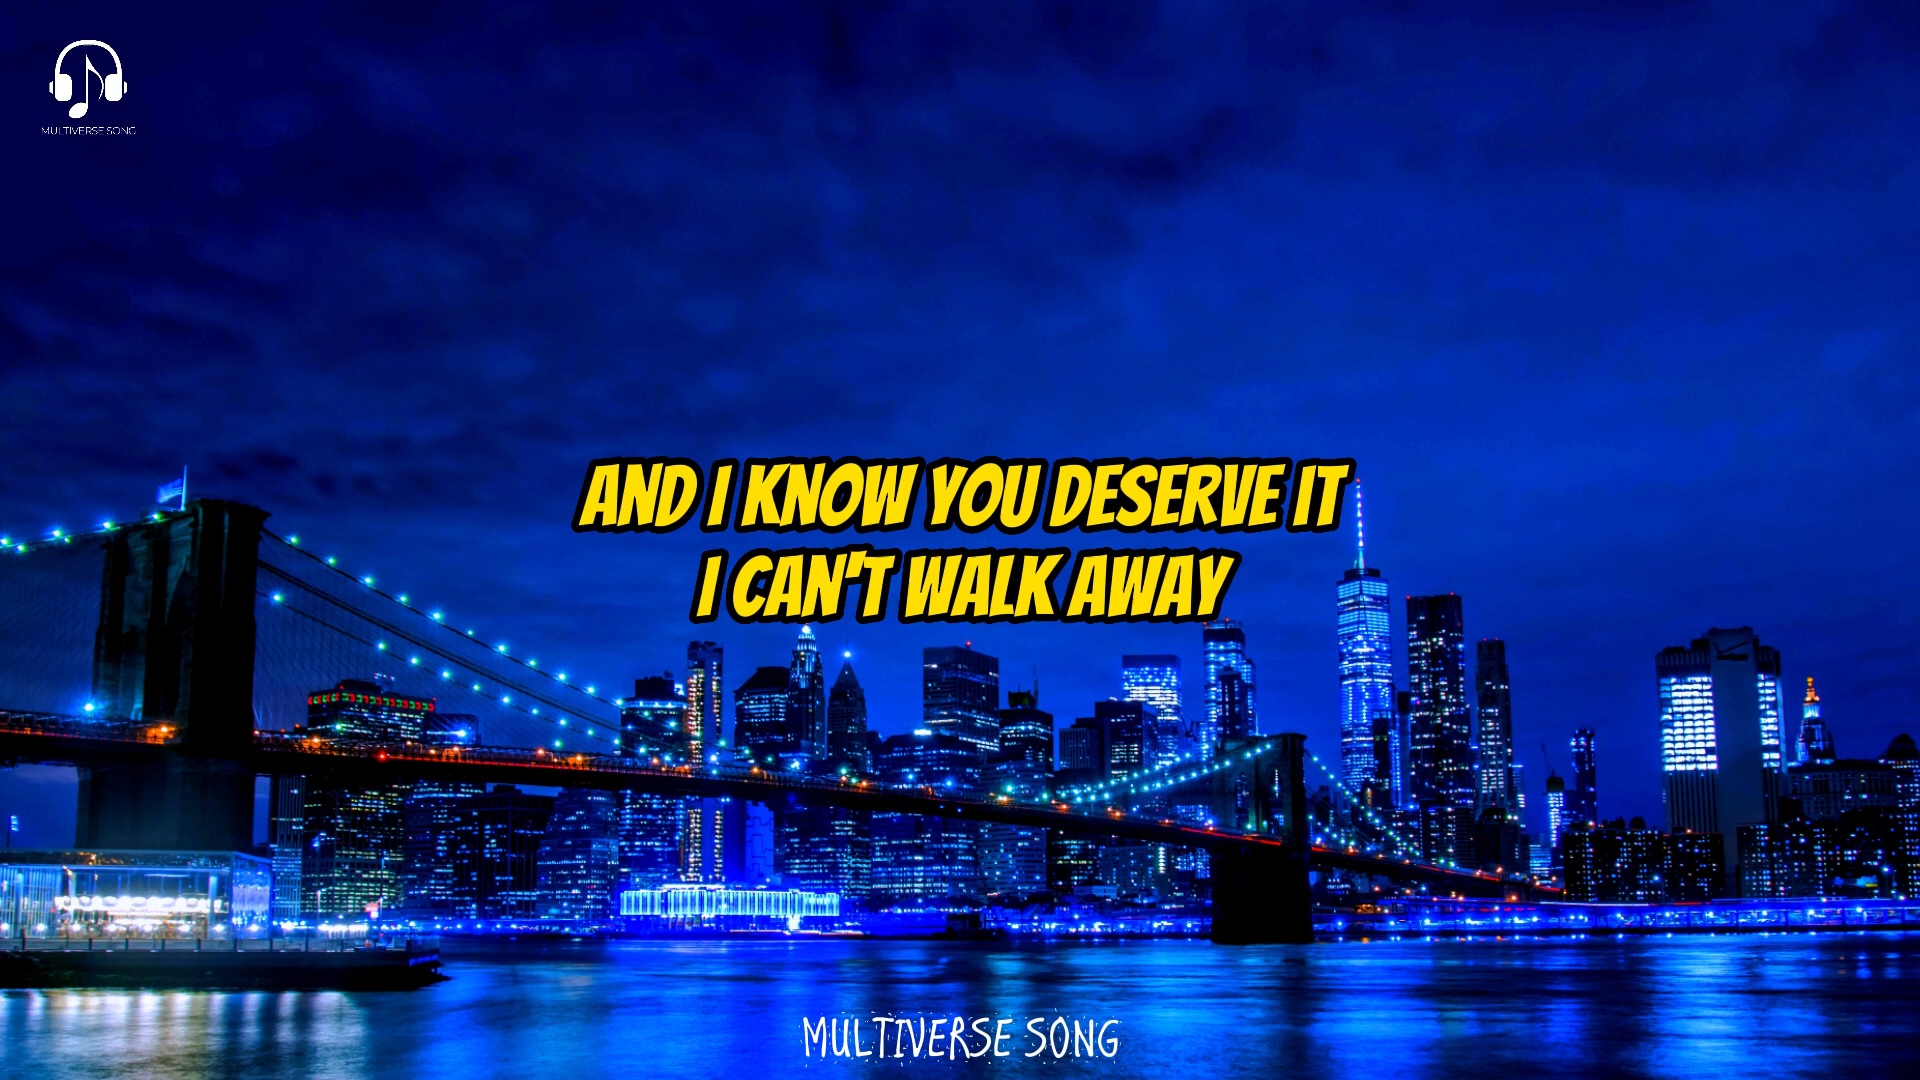 MULTIVERSE SONG
AND I KNOW YOU DESERVE IT
I CAN'T WALK AWAY
MULTIVERSE SONG